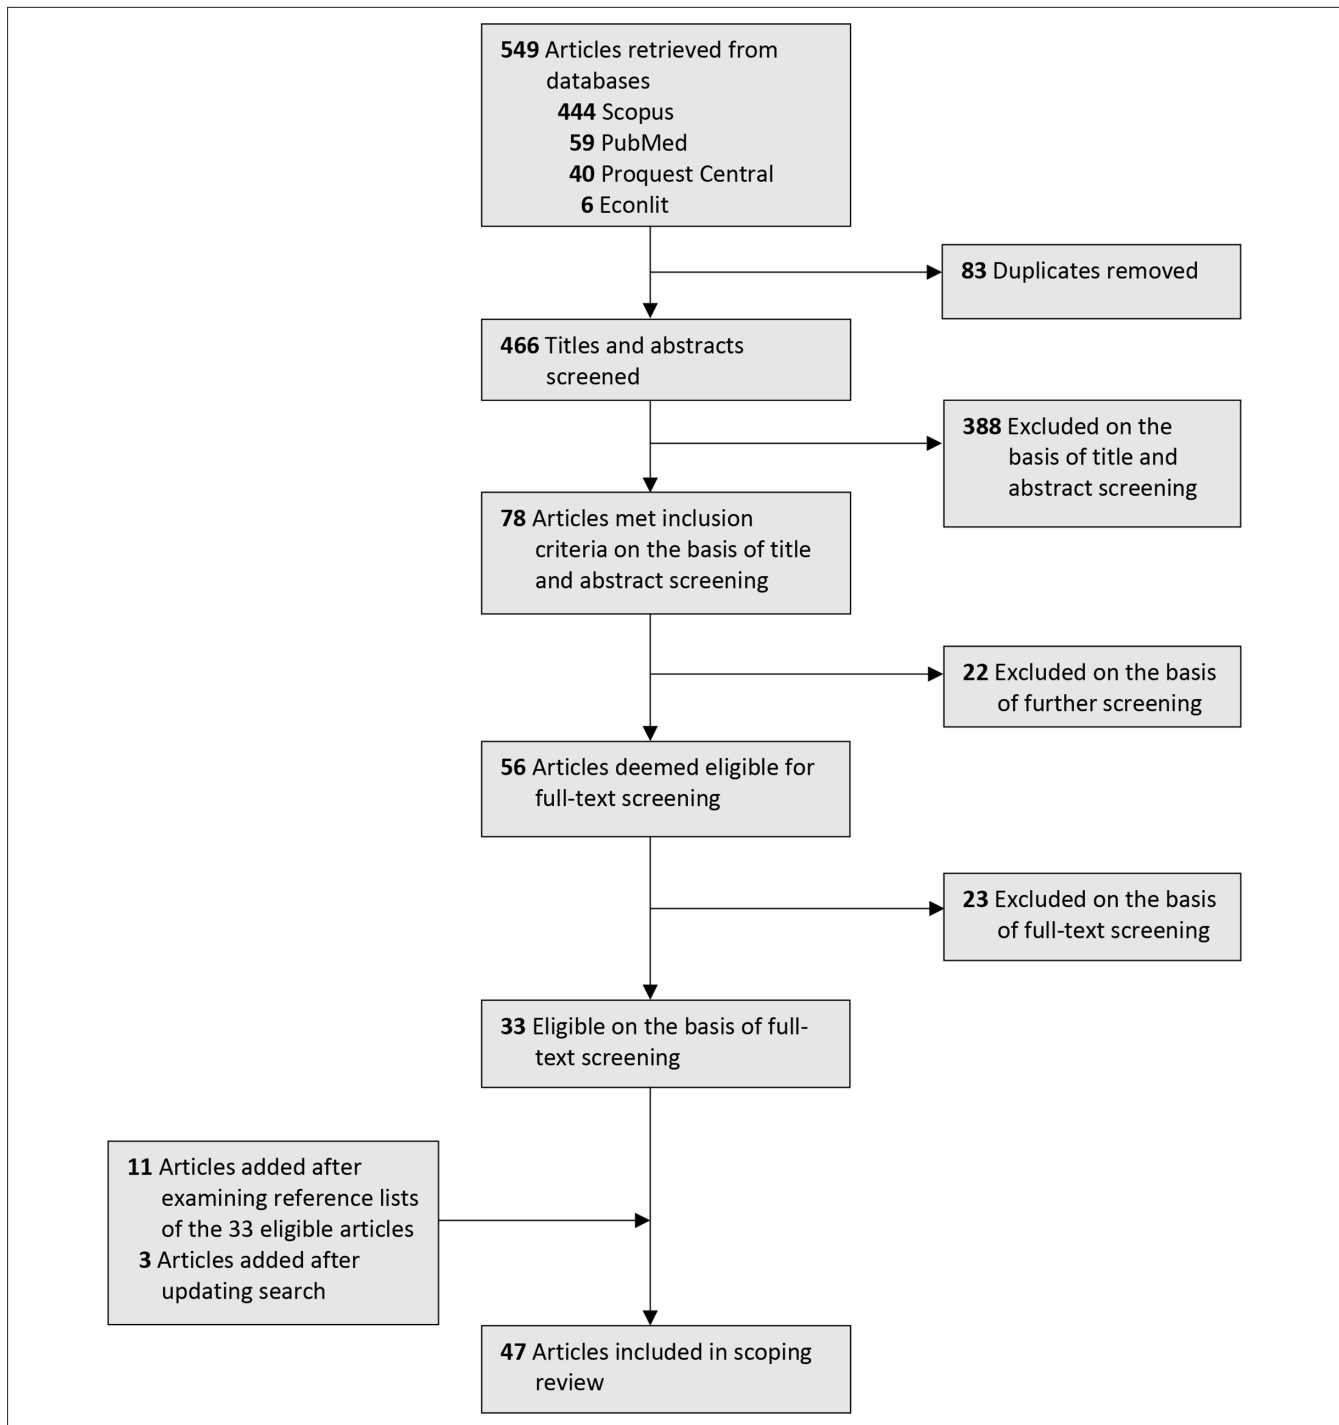 549 Articles retrieved from
databases
444 Scopus
59 PubMed
40 Proquest Central
6 Econlit
83 Duplicates removed
466 Titles and abstracts
screened
388 Excluded on the
basis of title and
abstract screening
78 Articles met inclusion
criteria on the basis of title
and abstract screening
22 Excluded on the basis
of further screening
56 Articles deemed eligible for
full-text screening
23 Excluded on the basis
of full-text screening
33 Eligible on the basis of full-
text screening
11 Articles added after
examining reference lists
of the 33 eligible articles
3 Articles added after
updating search
47 Articles included in scoping
review